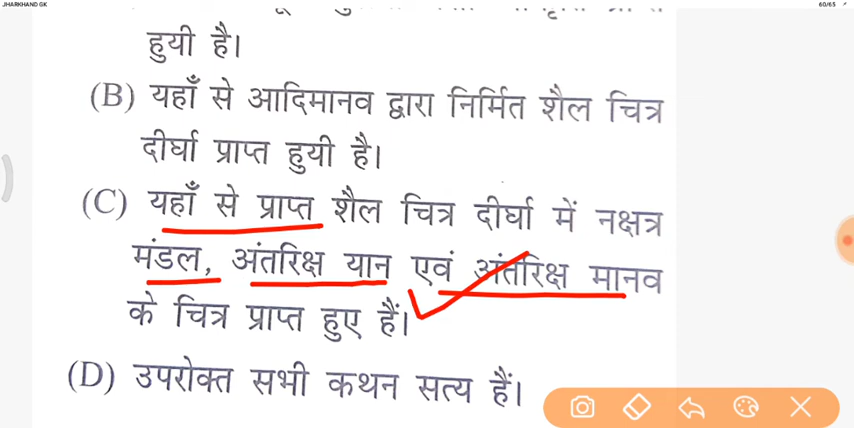 JHARKHAND GK
60/65
हुयी है।
(B) यहाँ से आदिमानव द्वारा निर्मित शैल चित्र
दीर्घा प्राप्त हुयी है।
(C) यहाँ से प्राप्त शैल चित्र दीर्घा में नक्षत्र
मंडल, अंतरिक्ष यान एवं अंतरिक्ष मानव
के चित्र प्राप्त हुए हैं।
(D) उपरोक्त सभी कथन सत्य हैं।